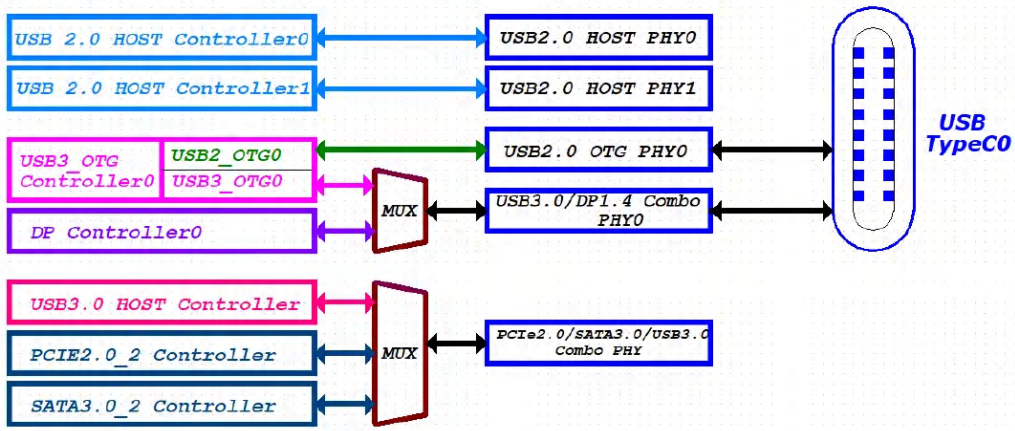 USB 2.0 HOST Controller0
USB2.0 HOST PHY0
USB 2.0 HOST Controller1
USB2.0 HOST PHY1
USB3_OTG
Controller0
USB2_OTG0
USB3_OTG0
USB2.0 OTG PHY0
USB
TypeC0
DP Controller0
MUX
USB3.0/DP1.4 Combo
PHY0
USB3.0 HOST Controller
PCIE2.0_2 Controller
SATA3.0_2 Controller
MUX
PCIe2.0/SATA3.0/USB3.0
Combo PHY